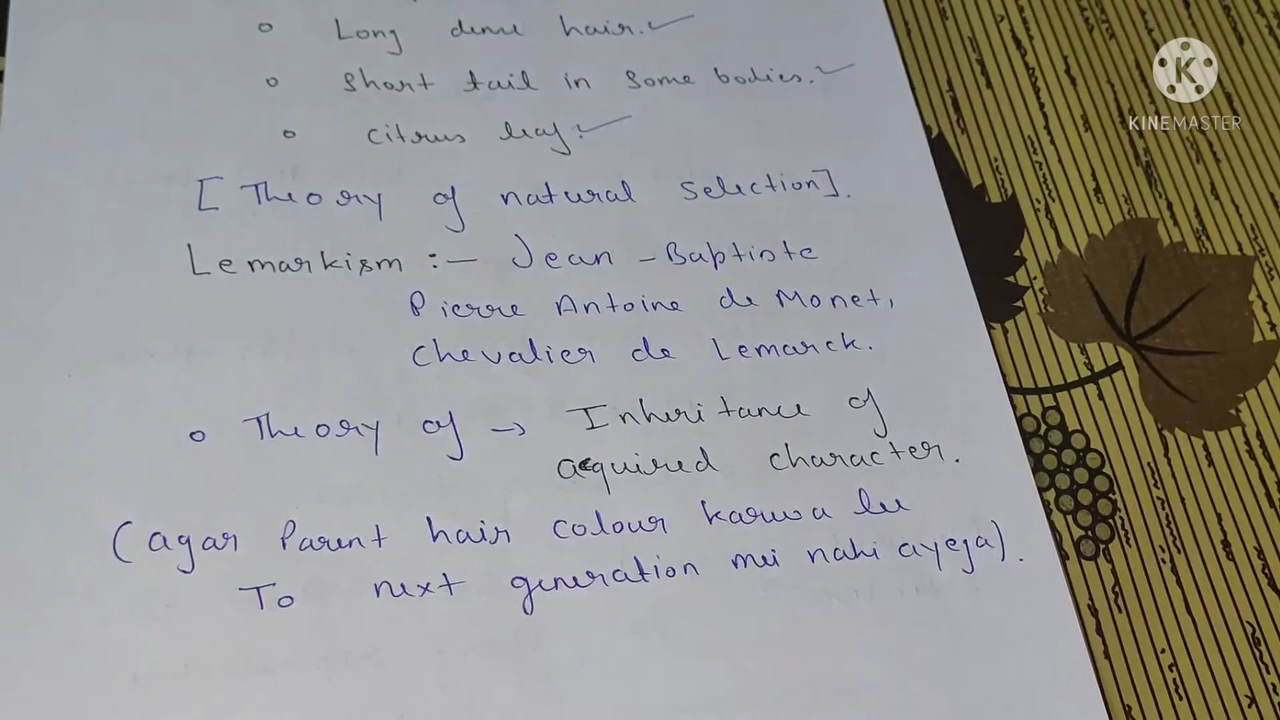 ° Long dense hair.
° Short tail in some bodies.
° Citrus leaf.
[Theory of natural selection].
Lemarkism :- Jean-Baptiste
Pierre Antoine de Monet,
Chevalier de Lemarck.
° Theory of → Inheritance of
acquired character.
(agar Parent hair colour karwa le
To next generation mei nahi ayega).
KINEMASTER